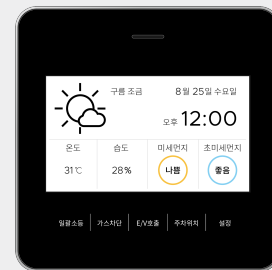 구름 조금 8월 25일 수요일
오후 12:00
온도 습도 미세먼지 초미세먼지
31℃ 28% 나쁨 좋음
일괄소등 가스차단 E/V호출 주차위치 설정